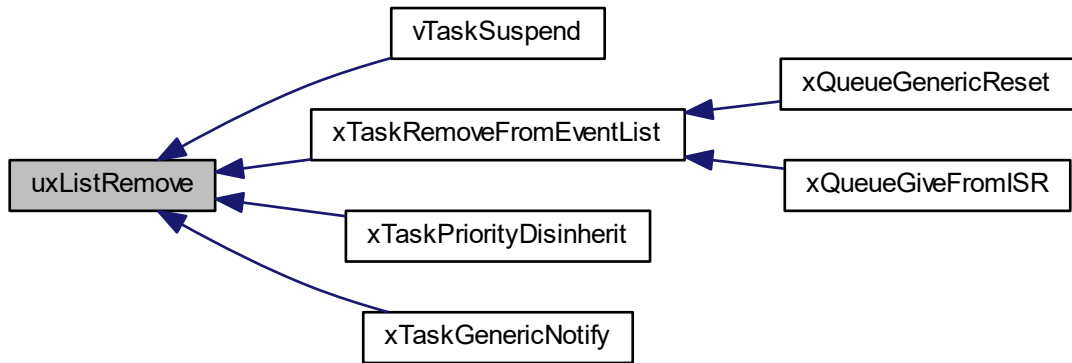 vTaskSuspend
xQueueGenericReset
xTaskRemoveFromEventList
uxListRemove
xQueueGiveFromISR
xTaskPriorityDisinherit
xTaskGenericNotify